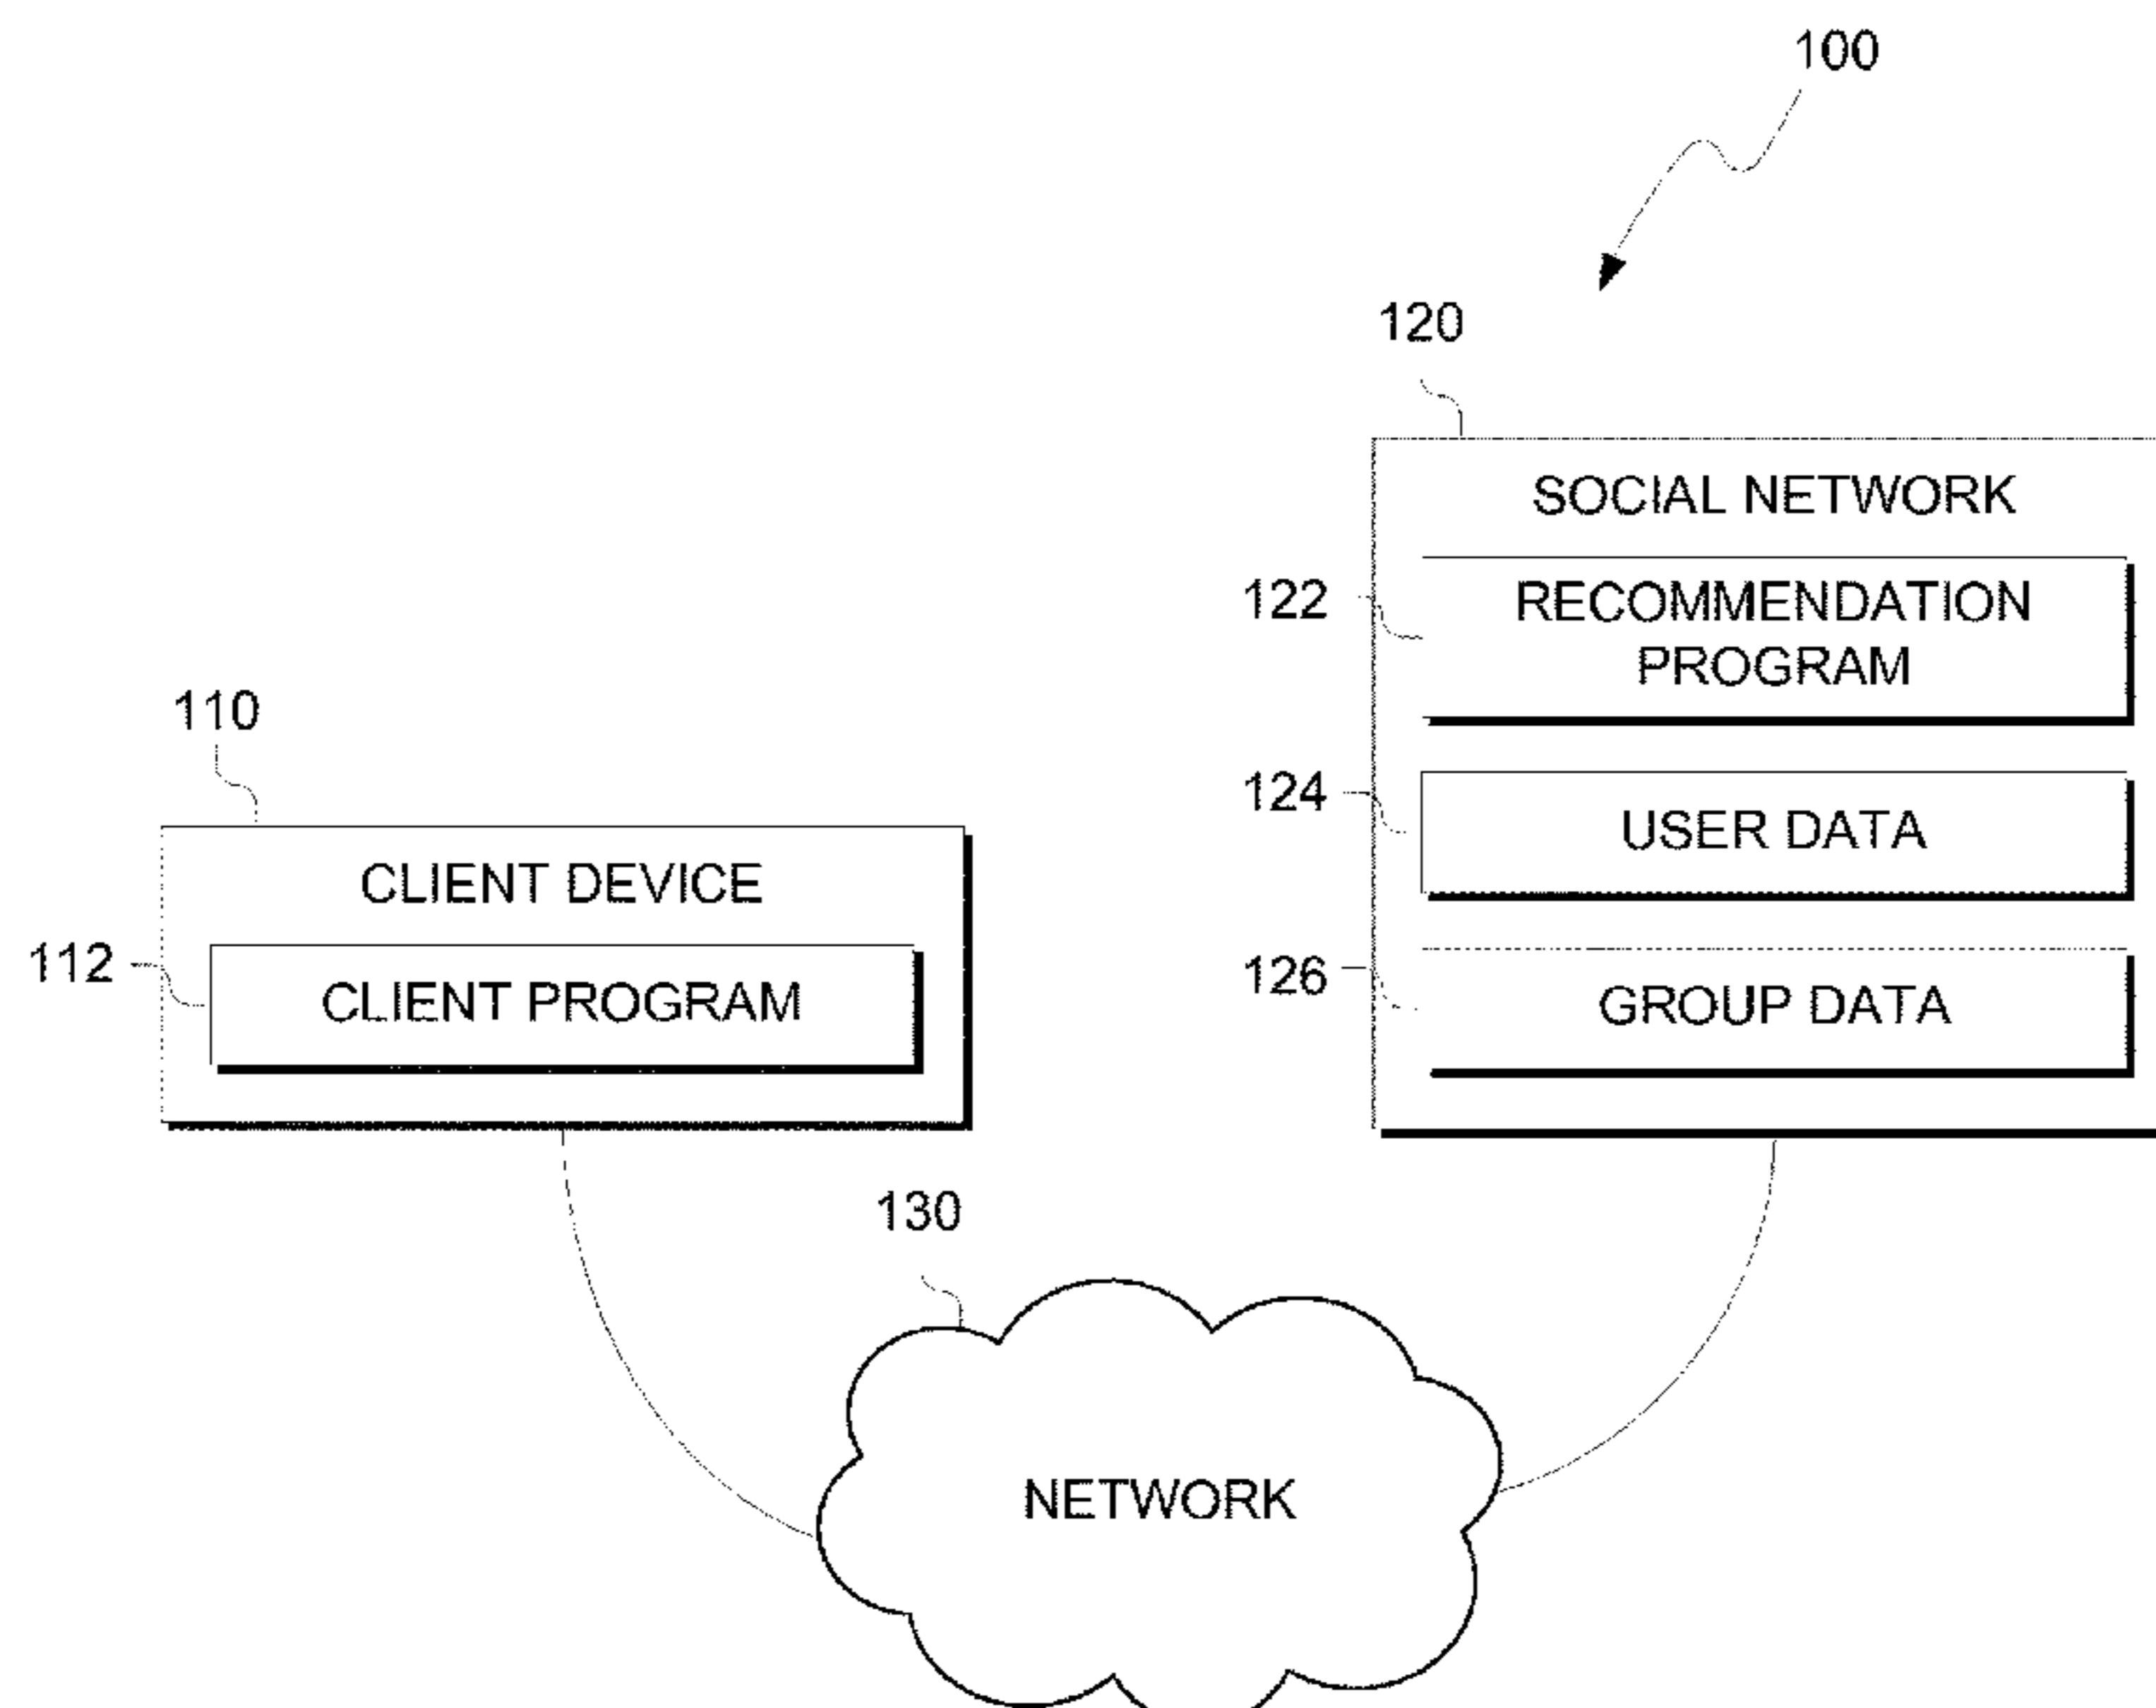 100
120
SOCIAL NETWORK
122
RECOMMENDATION
PROGRAM
124
USER DATA
126
GROUP DATA
110
CLIENT DEVICE
112
CLIENT PROGRAM
130
NETWORK